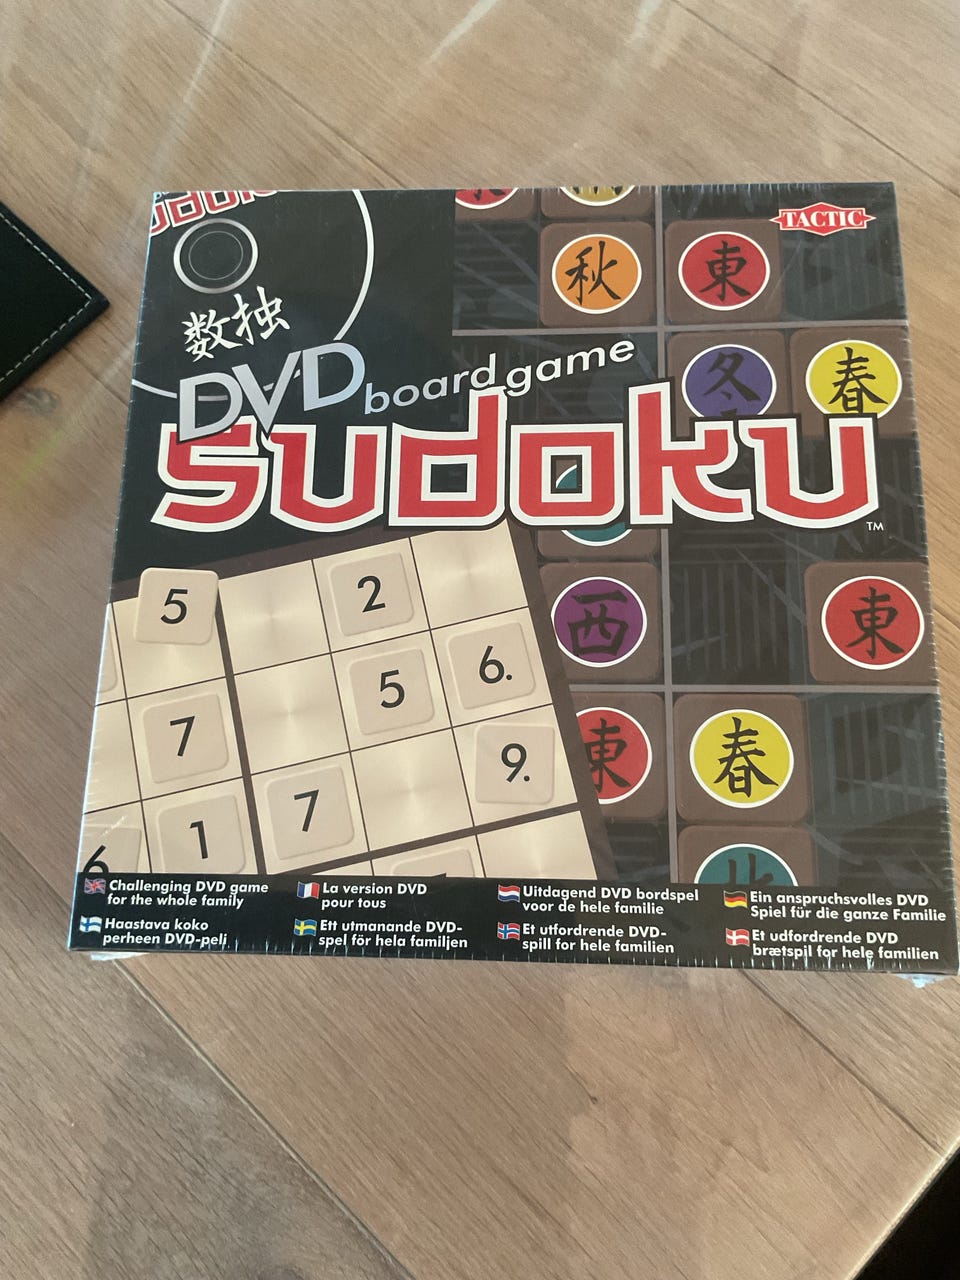 TACTIC
秋 東
数独
冬 春
DVD board game
sudoku
TM
西 東
5 2
5 6.
7
東 春
9.
1 7
6
北
Challenging DVD game
for the whole family
La version DVD
pour tous
Uitdagend DVD bordspel
voor de hele familie
Ein anspruchsvolles DVD
Spiel für die ganze Familie
Haastava koko
perheen DVD-peli
Ett utmanande DVD-
spel för hela familjen
Et utfordrende DVD-
spill for hele familien
Et udfordrende DVD
brætspil for hele familien